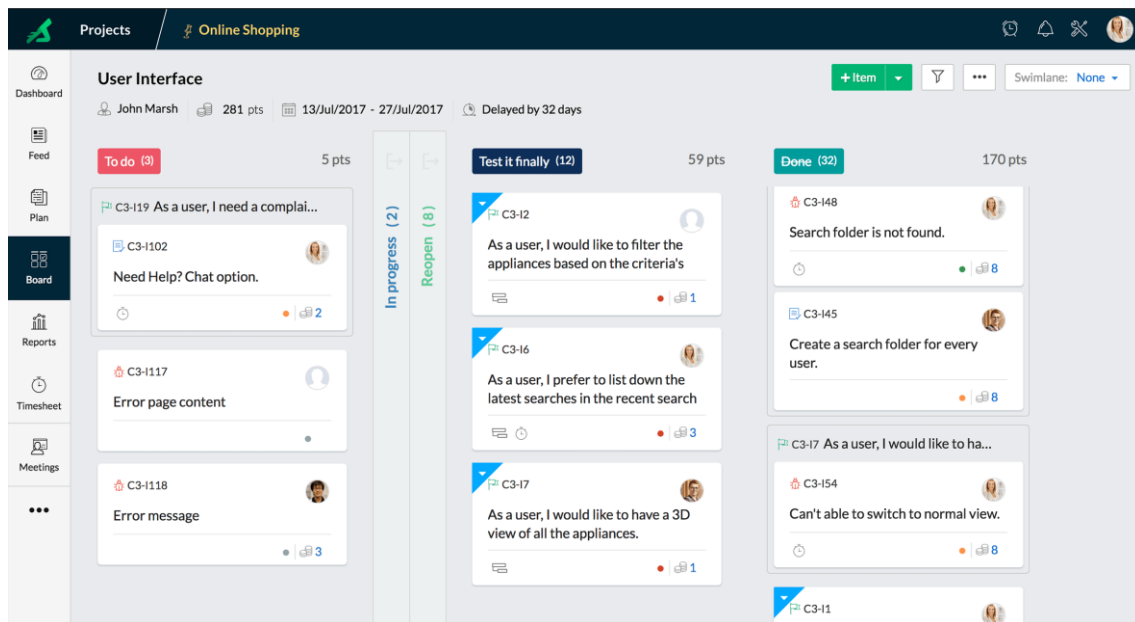 Projects
Online Shopping
Dashboard
Feed
Plan
Board
Reports
Timesheet
Meetings
User Interface
+ Item
Swimlane: None
John Marsh
281 pts
13/Jul/2017 - 27/Jul/2017
Delayed by 32 days
To do (3)
5 pts
C3-I19 As a user, I need a complai...
C3-I102
Need Help? Chat option.
2
C3-I117
Error page content
C3-I118
Error message
3
In progress (2)
Reopen (8)
Test it finally (12)
59 pts
C3-I2
As a user, I would like to filter the
appliances based on the criteria's
1
C3-I6
As a user, I prefer to list down the
latest searches in the recent search
3
C3-I7
As a user, I would like to have a 3D
view of all the appliances.
1
Done (32)
170 pts
C3-I48
Search folder is not found.
8
C3-I45
Create a search folder for every
user.
8
C3-I7 As a user, I would like to ha...
C3-I54
Can't able to switch to normal view.
8
C3-I1